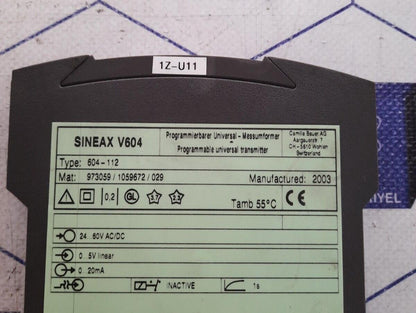 1Z-U11
SINEAX V604
Programmierbarer Universal - Messumformer
Programmable universal transmitter
Camille Bauer AG
Aargauerstr. 7
CH - 5610 Wohlen
Switzerland
Type: 604-112
Mat: 973059 / 1059672 / 029
Manufactured: 2003
0,2 GL
Tamb 55°C CE
24 60V AC/DC
0 5V linear
0 20mA
INACTIVE 1s
IYEL